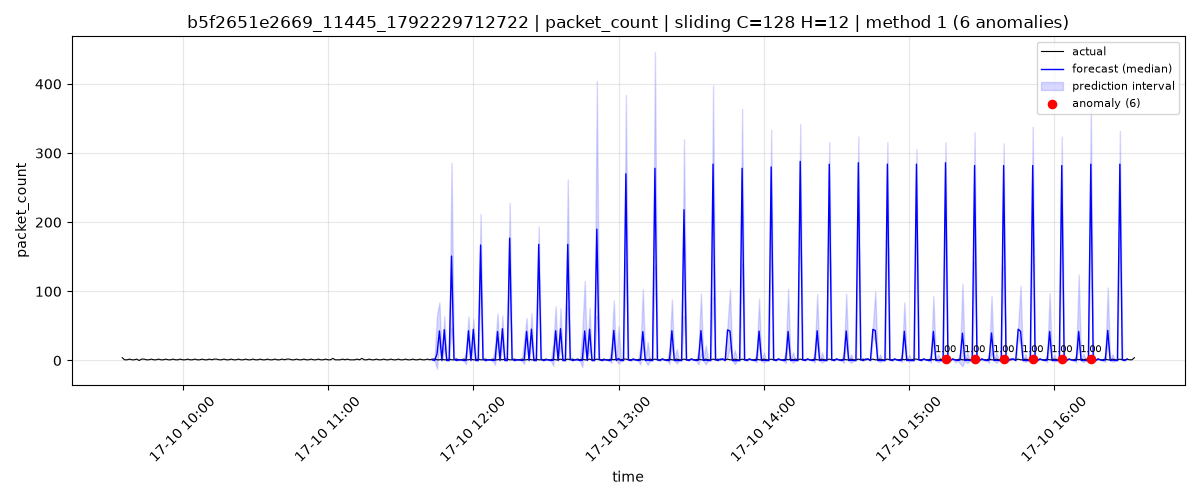 b5f2651e2669_11445_1792229712722 | packet_count | sliding C=128 H=12 | method 1 (6 anomalies)
actual
forecast (median)
prediction interval
anomaly (6)
packet_count
400
300
200
100
0
1.00 1.00 1.00 1.00 1.00 1.00
17-10 10:00
17-10 11:00
17-10 12:00
17-10 13:00
17-10 14:00
17-10 15:00
17-10 16:00
time